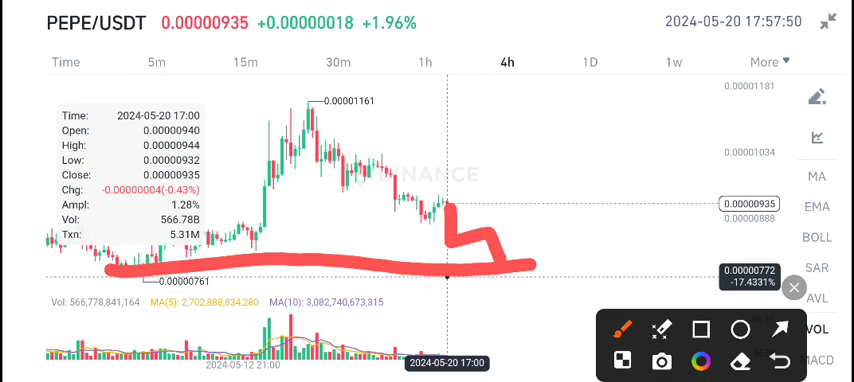 PEPE/USDT 0.00000935 +0.00000018 +1.96% 2024-05-20 17:57:50
Time 5m 15m 30m 1h 4h 1D 1w More
0.00001181
Time: 2024-05-20 17:00
Open: 0.00000940
High: 0.00000944
Low: 0.00000932
Close: 0.00000935
Chg: -0.00000004(-0.43%)
Ampl: 1.28%
Vol: 566.78B
Txn: 5.31M
0.00001161
0.00001034
BINANCE
0.00000935
0.00000888
0.00000772
-17.4331%
0.00000761
MA
EMA
BOLL
SAR
AVL
VOL
MACD
Vol: 566,778,841,164 MA(5): 2,702,888,834,280 MA(10): 3,082,740,673,315
2024-05-12 21:00 2024-05-20 17:00